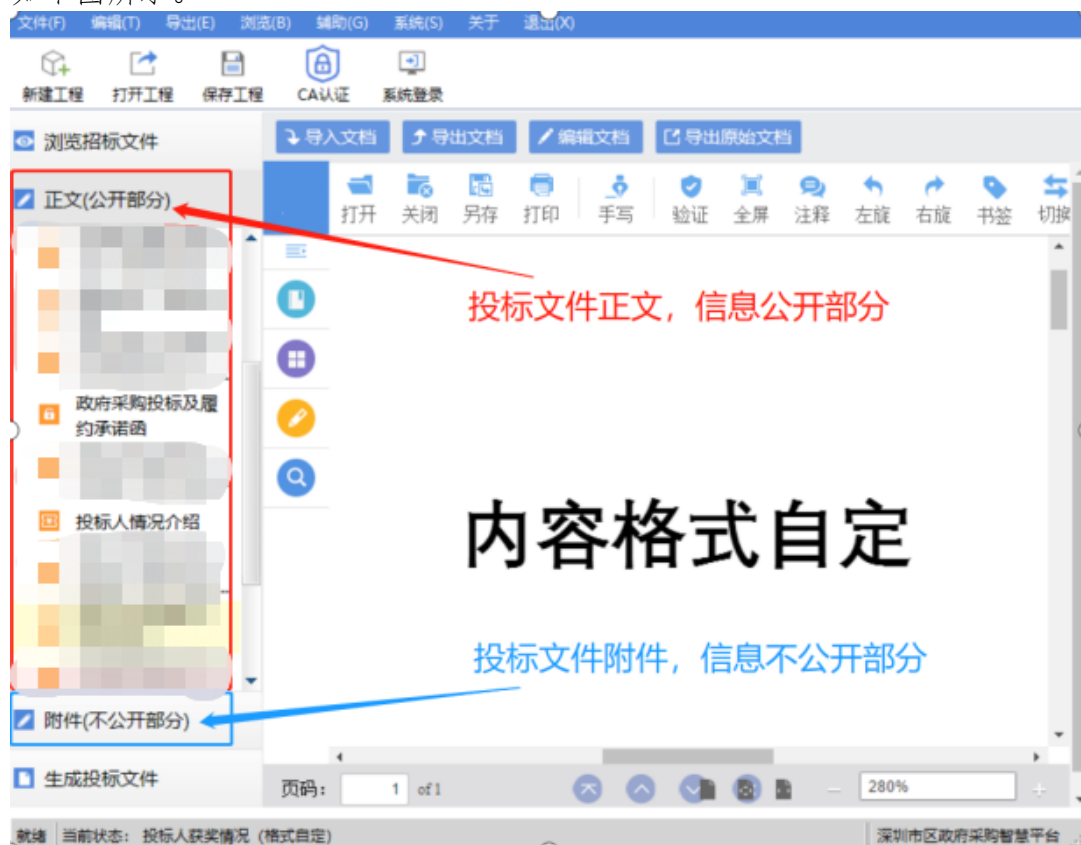 文件(F) 编辑(T) 导出(E) 浏览(B) 辅助(G) 系统(S) 关于 退出(X)
新建工程 打开工程 保存工程 CA认证 系统登录
浏览招标文件
导入文档 导出文档 编辑文档 导出原始文档
正文(公开部分)
打开 关闭 另存 打印 手写 验证 全屏 注释 左旋 右旋 书签 切换
投标文件正文，信息公开部分
政府采购投标及履
约承诺函
投标人情况介绍
内容格式自定
投标文件附件，信息不公开部分
附件(不公开部分)
生成投标文件
页码： 1 of 1 280%
就绪 当前状态： 投标人获奖情况（格式自定） 深圳市区政府采购智慧平台